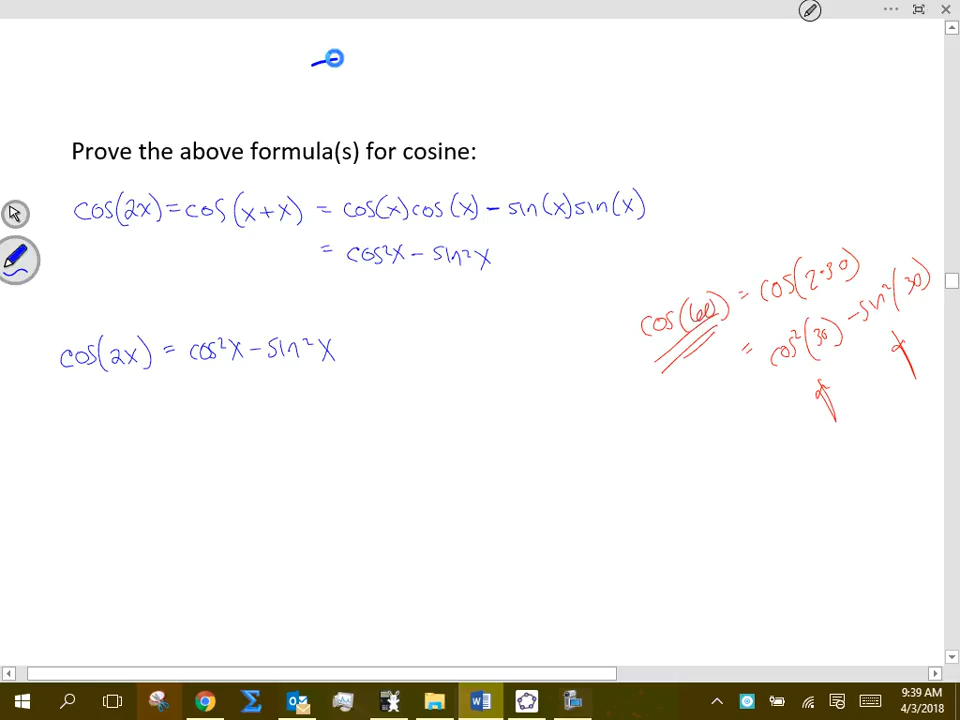 Prove the above formula(s) for cosine:
cos(2x) = cos(x+x) = cos(x)cos(x) − sin(x)sin(x)
= cos²x − sin²x
cos(60) = cos(2·30)
= cos²(30) − sin²(30)
cos(2x) = cos²x − sin²x
9:39 AM
4/3/2018